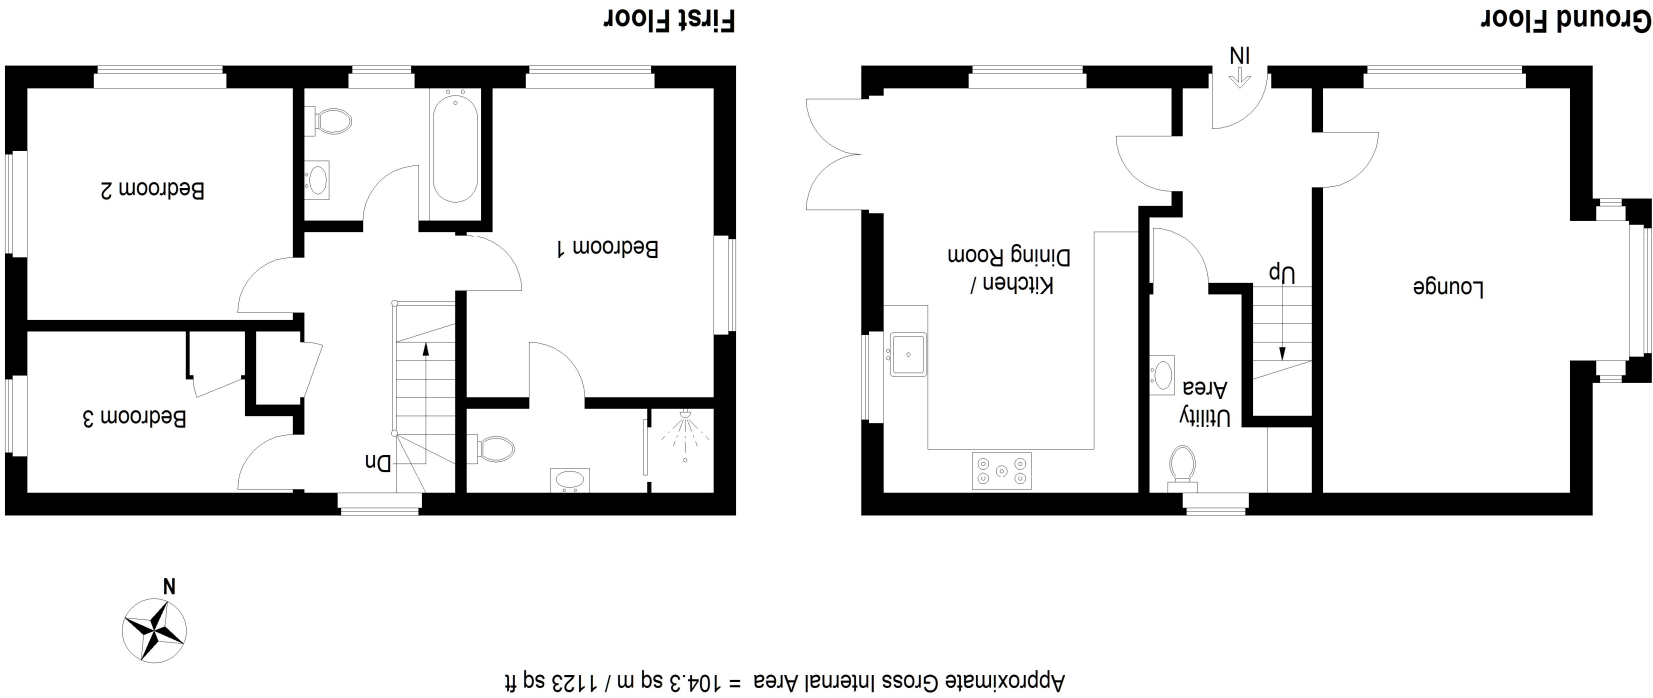 Approximate Gross Internal Area = 104.3 sq m / 1123 sq ft
N
Lounge
Up
Utility
Area
Kitchen /
Dining Room
IN
Ground Floor
Dn
Bedroom 3
Bedroom 1
Bedroom 2
First Floor